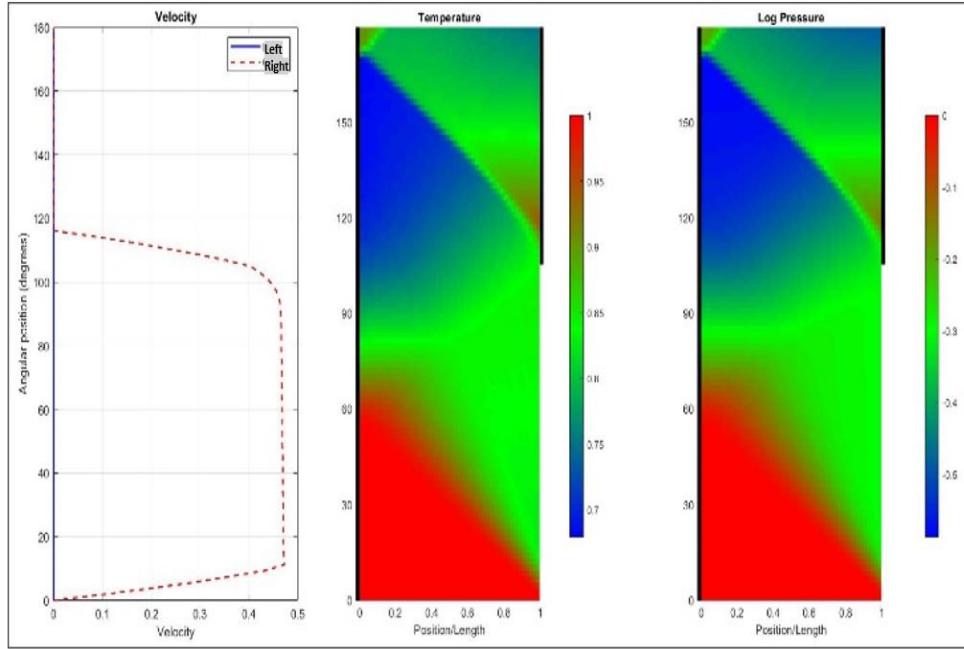 Velocity
Left
Right
180
160
140
120
100
80
60
40
20
0
0 0.1 0.2 0.3 0.4 0.5
Angular position (degrees)
Velocity
Temperature
150
120
90
60
30
0
0 0.2 0.4 0.6 0.8 1
Position/Length
1
0.95
0.9
0.85
0.8
0.75
0.7
Log Pressure
150
120
90
60
30
0
0 0.2 0.4 0.6 0.8 1
Position/Length
0
-0.1
-0.2
-0.3
-0.4
-0.5